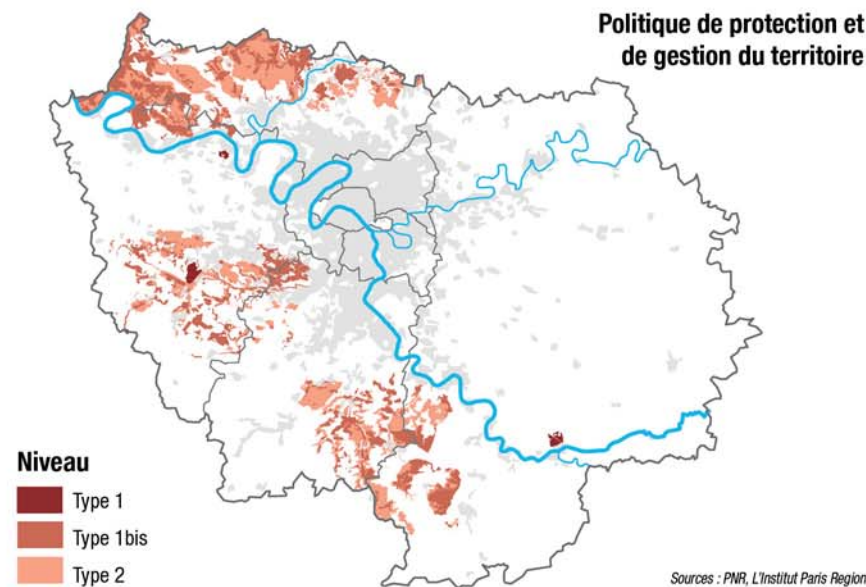 Politique de protection et
de gestion du territoire
Niveau
Type 1
Type 1bis
Type 2
Sources : PNR, L'Institut Paris Region